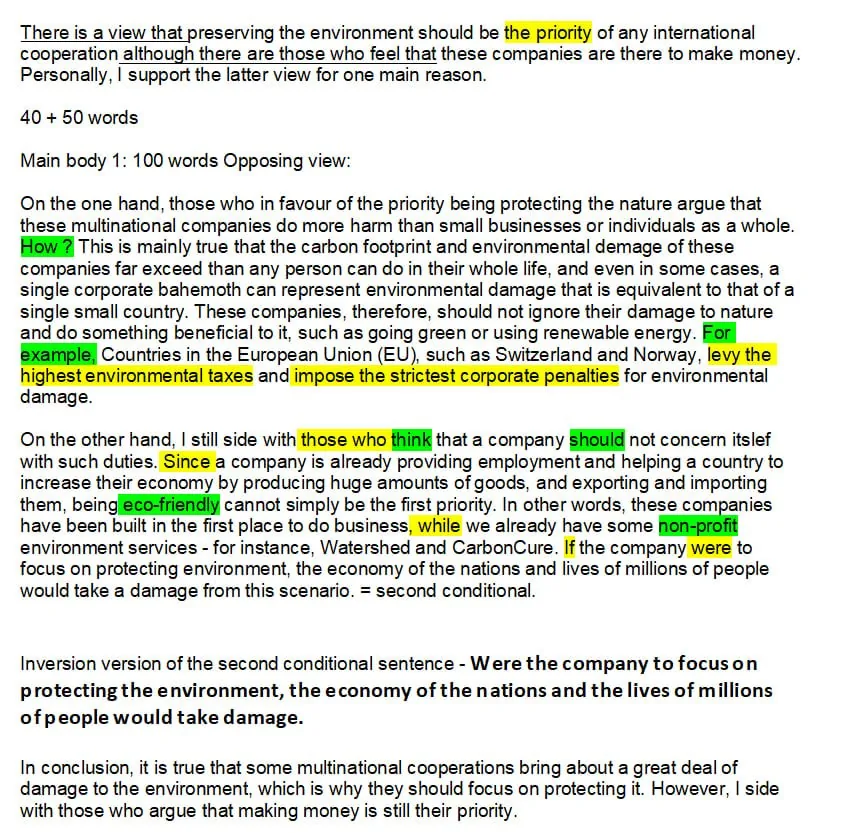 There is a view that preserving the environment should be the priority of any international
cooperation although there are those who feel that these companies are there to make money.
Personally, I support the latter view for one main reason.
40 + 50 words
Main body 1: 100 words Opposing view:
On the one hand, those who in favour of the priority being protecting the nature argue that
these multinational companies do more harm than small businesses or individuals as a whole.
How ? This is mainly true that the carbon footprint and environmental demage of these
companies far exceed than any person can do in their whole life, and even in some cases, a
single corporate bahemoth can represent environmental damage that is equivalent to that of a
single small country. These companies, therefore, should not ignore their damage to nature
and do something beneficial to it, such as going green or using renewable energy. For
example, Countries in the European Union (EU), such as Switzerland and Norway, levy the
highest environmental taxes and impose the strictest corporate penalties for environmental
damage.
On the other hand, I still side with those who think that a company should not concern itslef
with such duties. Since a company is already providing employment and helping a country to
increase their economy by producing huge amounts of goods, and exporting and importing
them, being eco-friendly cannot simply be the first priority. In other words, these companies
have been built in the first place to do business, while we already have some non-profit
environment services - for instance, Watershed and CarbonCure. If the company were to
focus on protecting environment, the economy of the nations and lives of millions of people
would take a damage from this scenario. = second conditional.
Inversion version of the second conditional sentence - Were the company to focus on
protecting the environment, the economy of the nations and the lives of millions
of people would take damage.
In conclusion, it is true that some multinational cooperations bring about a great deal of
damage to the environment, which is why they should focus on protecting it. However, I side
with those who argue that making money is still their priority.